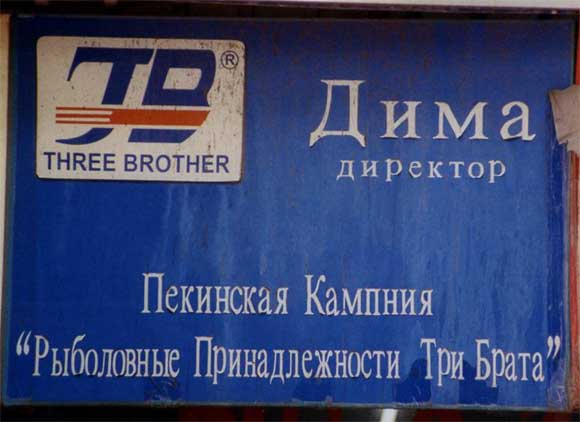 TB®
THREE BROTHER
Дима
директор
Пекинская Кампния
“Рыболовные Принадлежности Три Брата”